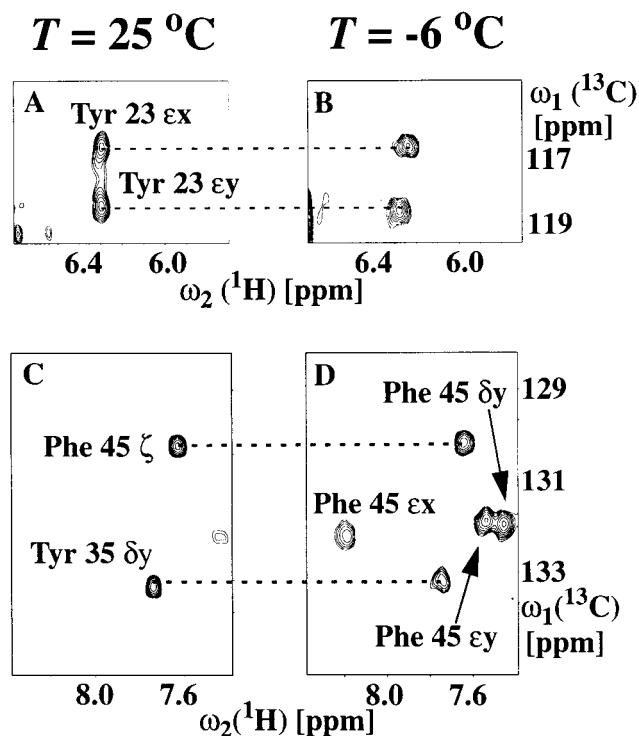 T = 25 °C
T = -6 °C
A
Tyr 23 εx
Tyr 23 εy
B
ω1 (13C)
[ppm]
117
119
6.4 6.0
6.4 6.0
ω2 (1H) [ppm]
C
Phe 45 ζ
Tyr 35 δy
D
Phe 45 δy
Phe 45 εx
Phe 45 εy
129
131
133
ω1(13C)
[ppm]
8.0 7.6
8.0 7.6
ω2(1H) [ppm]